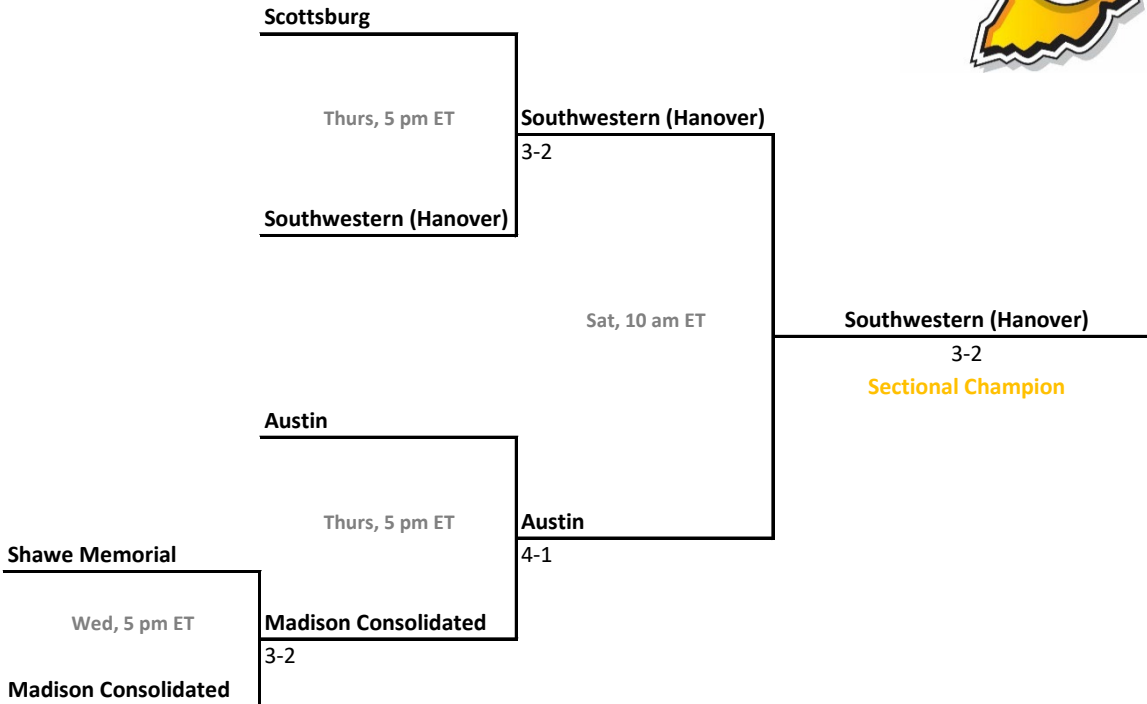 Scottsburg
Thurs, 5 pm ET
Southwestern (Hanover)
3-2
Southwestern (Hanover)
Sat, 10 am ET
Southwestern (Hanover)
3-2
Sectional Champion
Austin
Thurs, 5 pm ET
Austin
4-1
Shawe Memorial
Wed, 5 pm ET
Madison Consolidated
3-2
Madison Consolidated